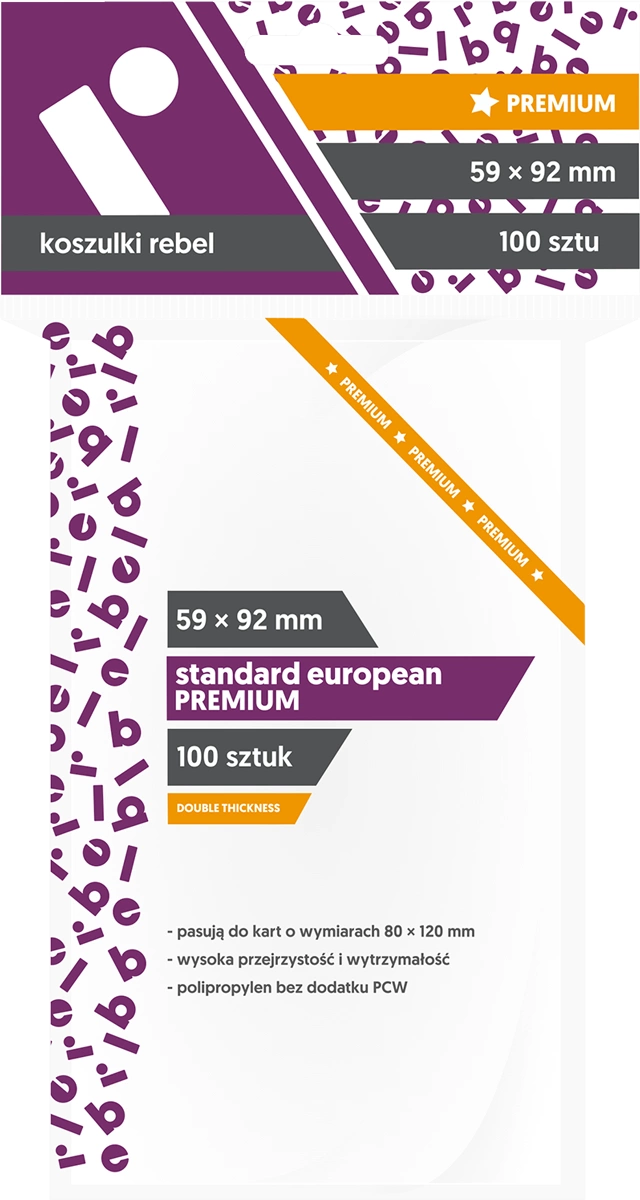 ★ PREMIUM
59 × 92 mm
koszulki rebel
100 sztu
★ PREMIUM ★ PREMIUM ★ PREMIUM ★
59 × 92 mm
standard european
PREMIUM
100 sztuk
DOUBLE THICKNESS
- pasują do kart o wymiarach 80 × 120 mm
- wysoka przejrzystość i wytrzymałość
- polipropylen bez dodatku PCW